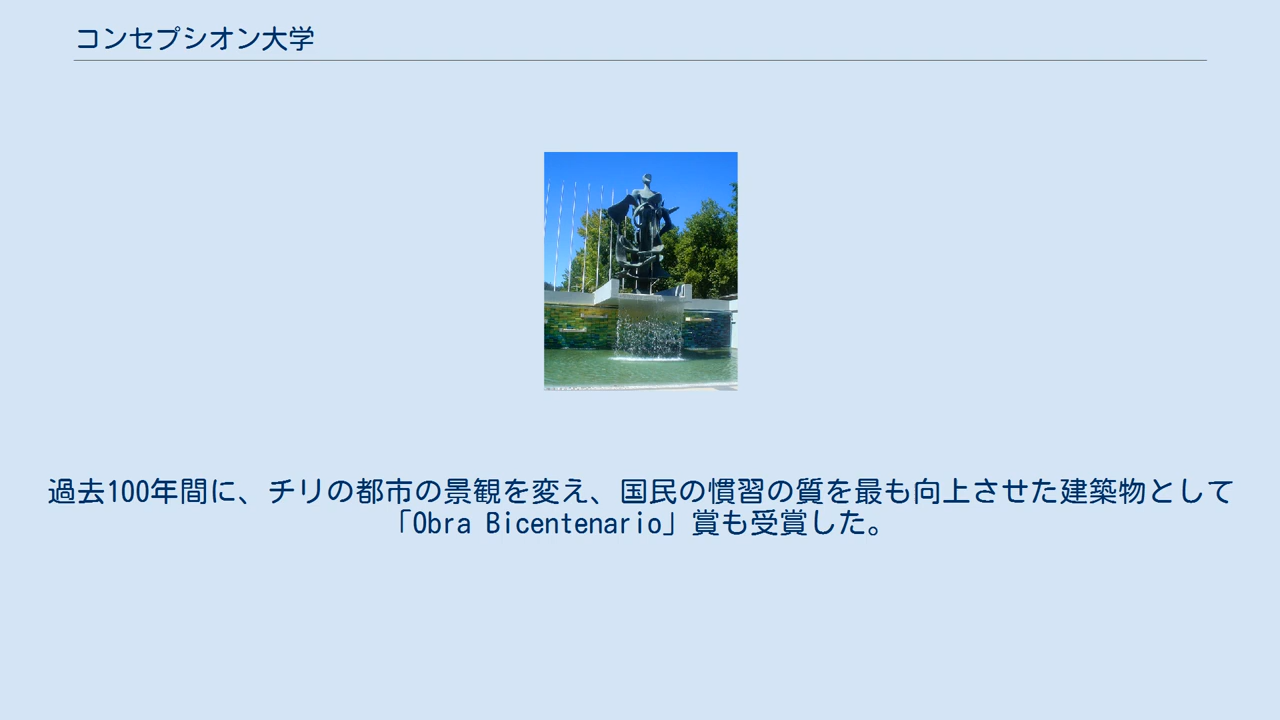 コンセプシオン大学
過去100年間に、チリの都市の景観を変え、国民の慣習の質を最も向上させた建築物として
「Obra Bicentenario」賞も受賞した。